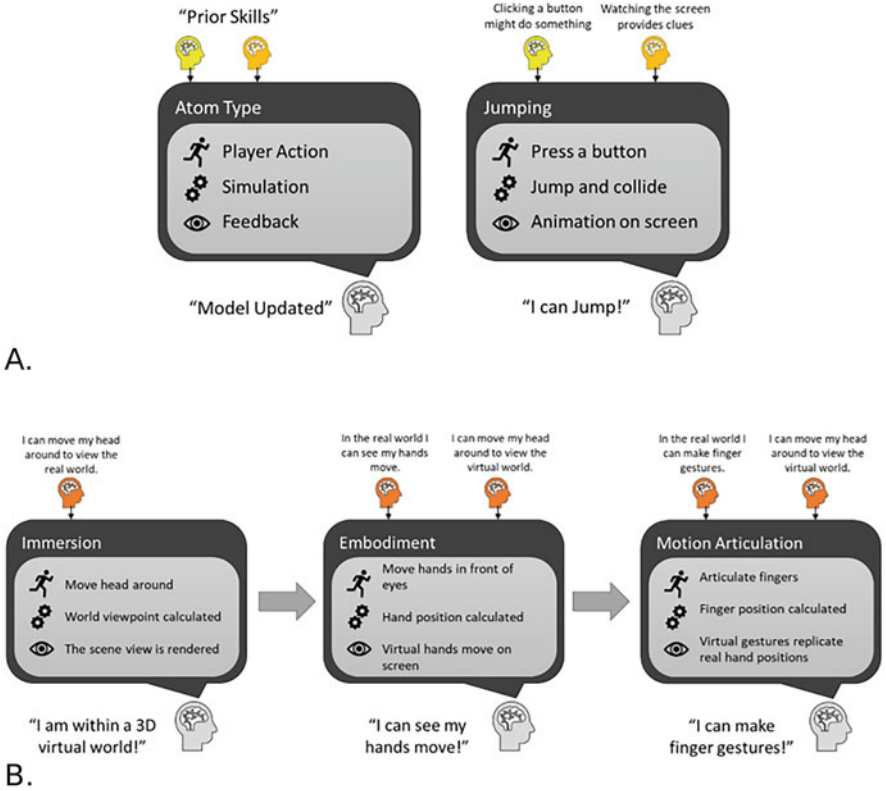 “Prior Skills”
Atom Type
Player Action
Simulation
Feedback
“Model Updated”
Clicking a button
might do something
Watching the screen
provides clues
Jumping
Press a button
Jump and collide
Animation on screen
“I can Jump!”
A.
I can move my head
around to view the
real world.
Immersion
Move head around
World viewpoint calculated
The scene view is rendered
“I am within a 3D
virtual world!”
In the real world I
can see my hands
move.
I can move my head
around to view the
virtual world.
Embodiment
Move hands in front of
eyes
Hand position calculated
Virtual hands move on
screen
“I can see my
hands move!”
In the real world I
can make finger
gestures.
I can move my head
around to view the
virtual world.
Motion Articulation
Articulate fingers
Finger position calculated
Virtual gestures replicate
real hand positions
“I can make
finger gestures!”
B.